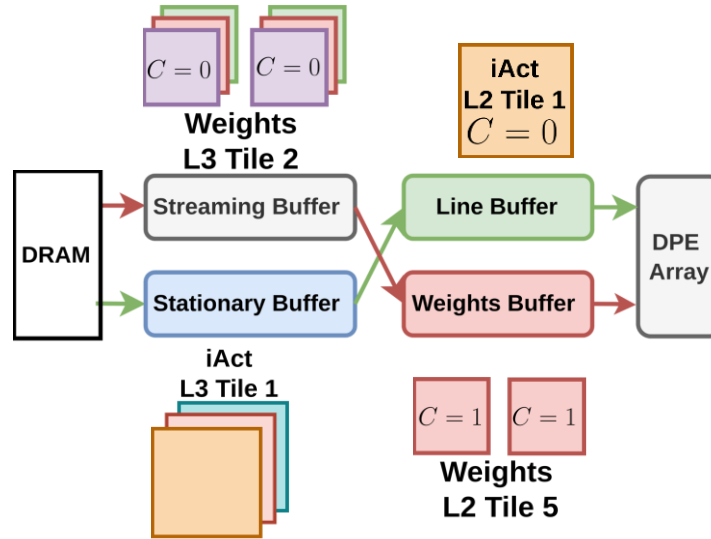 C = 0
C = 0
Weights
L3 Tile 2
iAct
L2 Tile 1
C = 0
DRAM
Streaming Buffer
Line Buffer
DPE
Array
Stationary Buffer
Weights Buffer
iAct
L3 Tile 1
C = 1
C = 1
Weights
L2 Tile 5